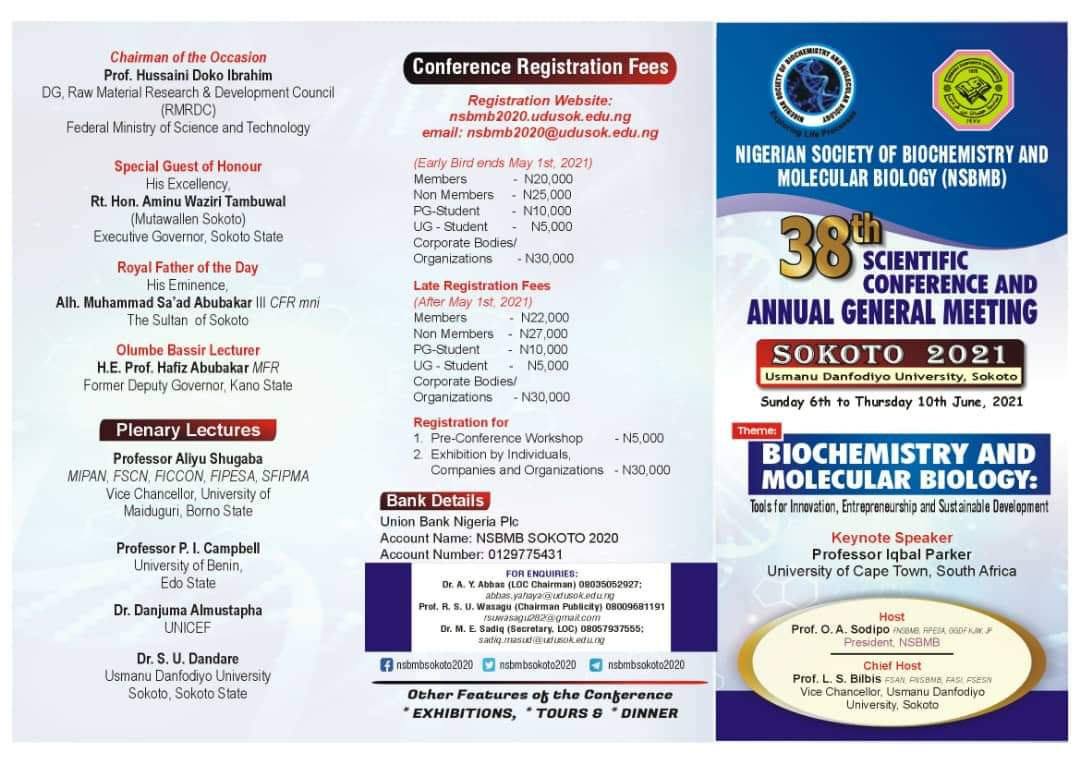 Chairman of the Occasion
Prof. Hussaini Doko Ibrahim
DG, Raw Material Research & Development Council
(RMRDC)
Federal Ministry of Science and Technology
Special Guest of Honour
His Excellency,
Rt. Hon. Aminu Waziri Tambuwal
(Mutawallen Sokoto)
Executive Governor, Sokoto State
Royal Father of the Day
His Eminence,
Alh. Muhammad Sa'ad Abubakar III CFR mni
The Sultan of Sokoto
Olumbe Bassir Lecturer
H.E. Prof. Hafiz Abubakar MFR
Former Deputy Governor, Kano State
Plenary Lectures
Professor Aliyu Shugaba
MIPAN, FSCN, FICCON, FIPESA, SFIPMA
Vice Chancellor, University of
Maiduguri, Borno State
Professor P. I. Campbell
University of Benin,
Edo State
Dr. Danjuma Almustapha
UNICEF
Dr. S. U. Dandare
Usmanu Danfodiyo University
Sokoto, Sokoto State
Conference Registration Fees
Registration Website:
nsbmb2020.udusok.edu.ng
email: nsbmb2020@udusok.edu.ng
(Early Bird ends May 1st, 2021)
Members - N20,000
Non Members - N25,000
PG-Student - N10,000
UG - Student - N5,000
Corporate Bodies/
Organizations - N30,000
Late Registration Fees
(After May 1st, 2021)
Members - N22,000
Non Members - N27,000
PG-Student - N10,000
UG - Student - N5,000
Corporate Bodies/
Organizations - N30,000
Registration for
1. Pre-Conference Workshop - N5,000
2. Exhibition by Individuals,
Companies and Organizations - N30,000
Bank Details
Union Bank Nigeria Plc
Account Name: NSBMB SOKOTO 2020
Account Number: 0129775431
FOR ENQUIRIES:
Dr. A. Y. Abbas (LOC Chairman) 08035052927;
abbas.yahaya@udusok.edu.ng
Prof. R. S. U. Wasagu (Chairman Publicity) 08009681191
rsuwasagu282@gmail.com
Dr. M. E. Sadiq (Secretary, LOC) 08057937555;
sadiq.masud@udusok.edu.ng
nsbmbsokoto2020 nsbmbsokoto2020 nsbmbsokoto2020
Other Features of the Conference
* EXHIBITIONS, * TOURS & * DINNER
NIGERIAN SOCIETY OF BIOCHEMISTRY AND MOLECULAR BIOLOGY
Exploring Life Processes
NIGERIAN SOCIETY OF BIOCHEMISTRY AND
MOLECULAR BIOLOGY (NSBMB)
38th SCIENTIFIC
CONFERENCE AND
ANNUAL GENERAL MEETING
SOKOTO 2021
Usmanu Danfodiyo University, Sokoto
Sunday 6th to Thursday 10th June, 2021
Theme:
BIOCHEMISTRY AND
MOLECULAR BIOLOGY:
Tools for Innovation, Entrepreneurship and Sustainable Development
Keynote Speaker
Professor Iqbal Parker
University of Cape Town, South Africa
Host
Prof. O. A. Sodipo FNSBMB, FIPESA, GGDF KJW, JF
President, NSBMB
Chief Host
Prof. L. S. Bilbis FSAN, FNSBMB, FASI, FSESN
Vice Chancellor, Usmanu Danfodiyo
University, Sokoto